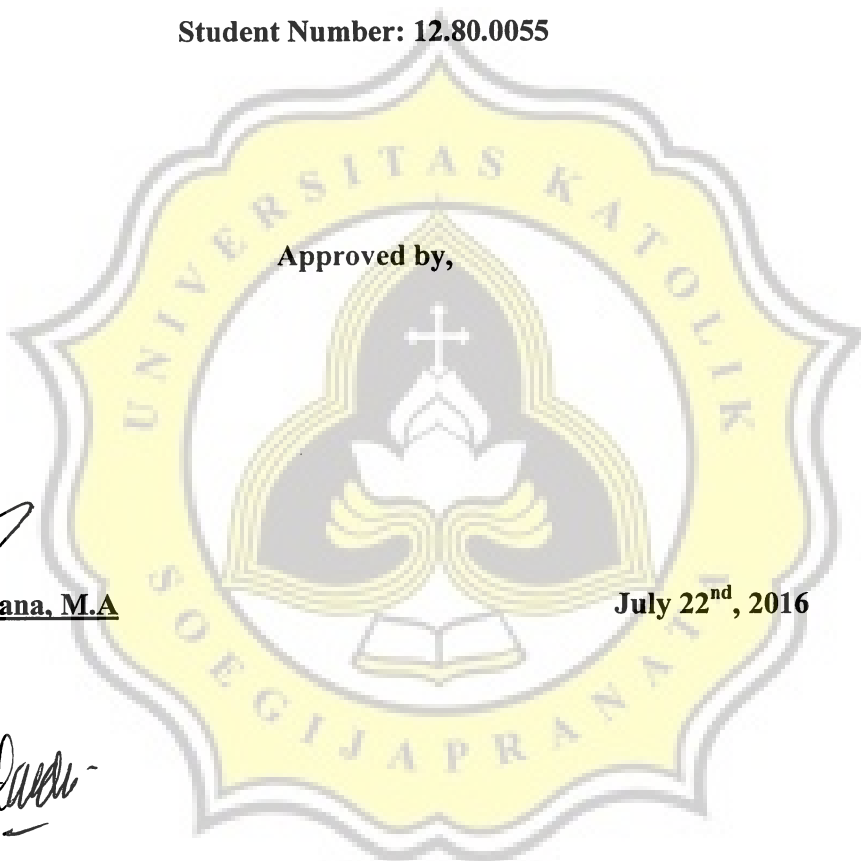 Student Number: 12.80.0055
UNIVERSITAS KATOLIK
Approved by,
ana, M.A
July 22nd, 2016
SOEGIJAPRANATA